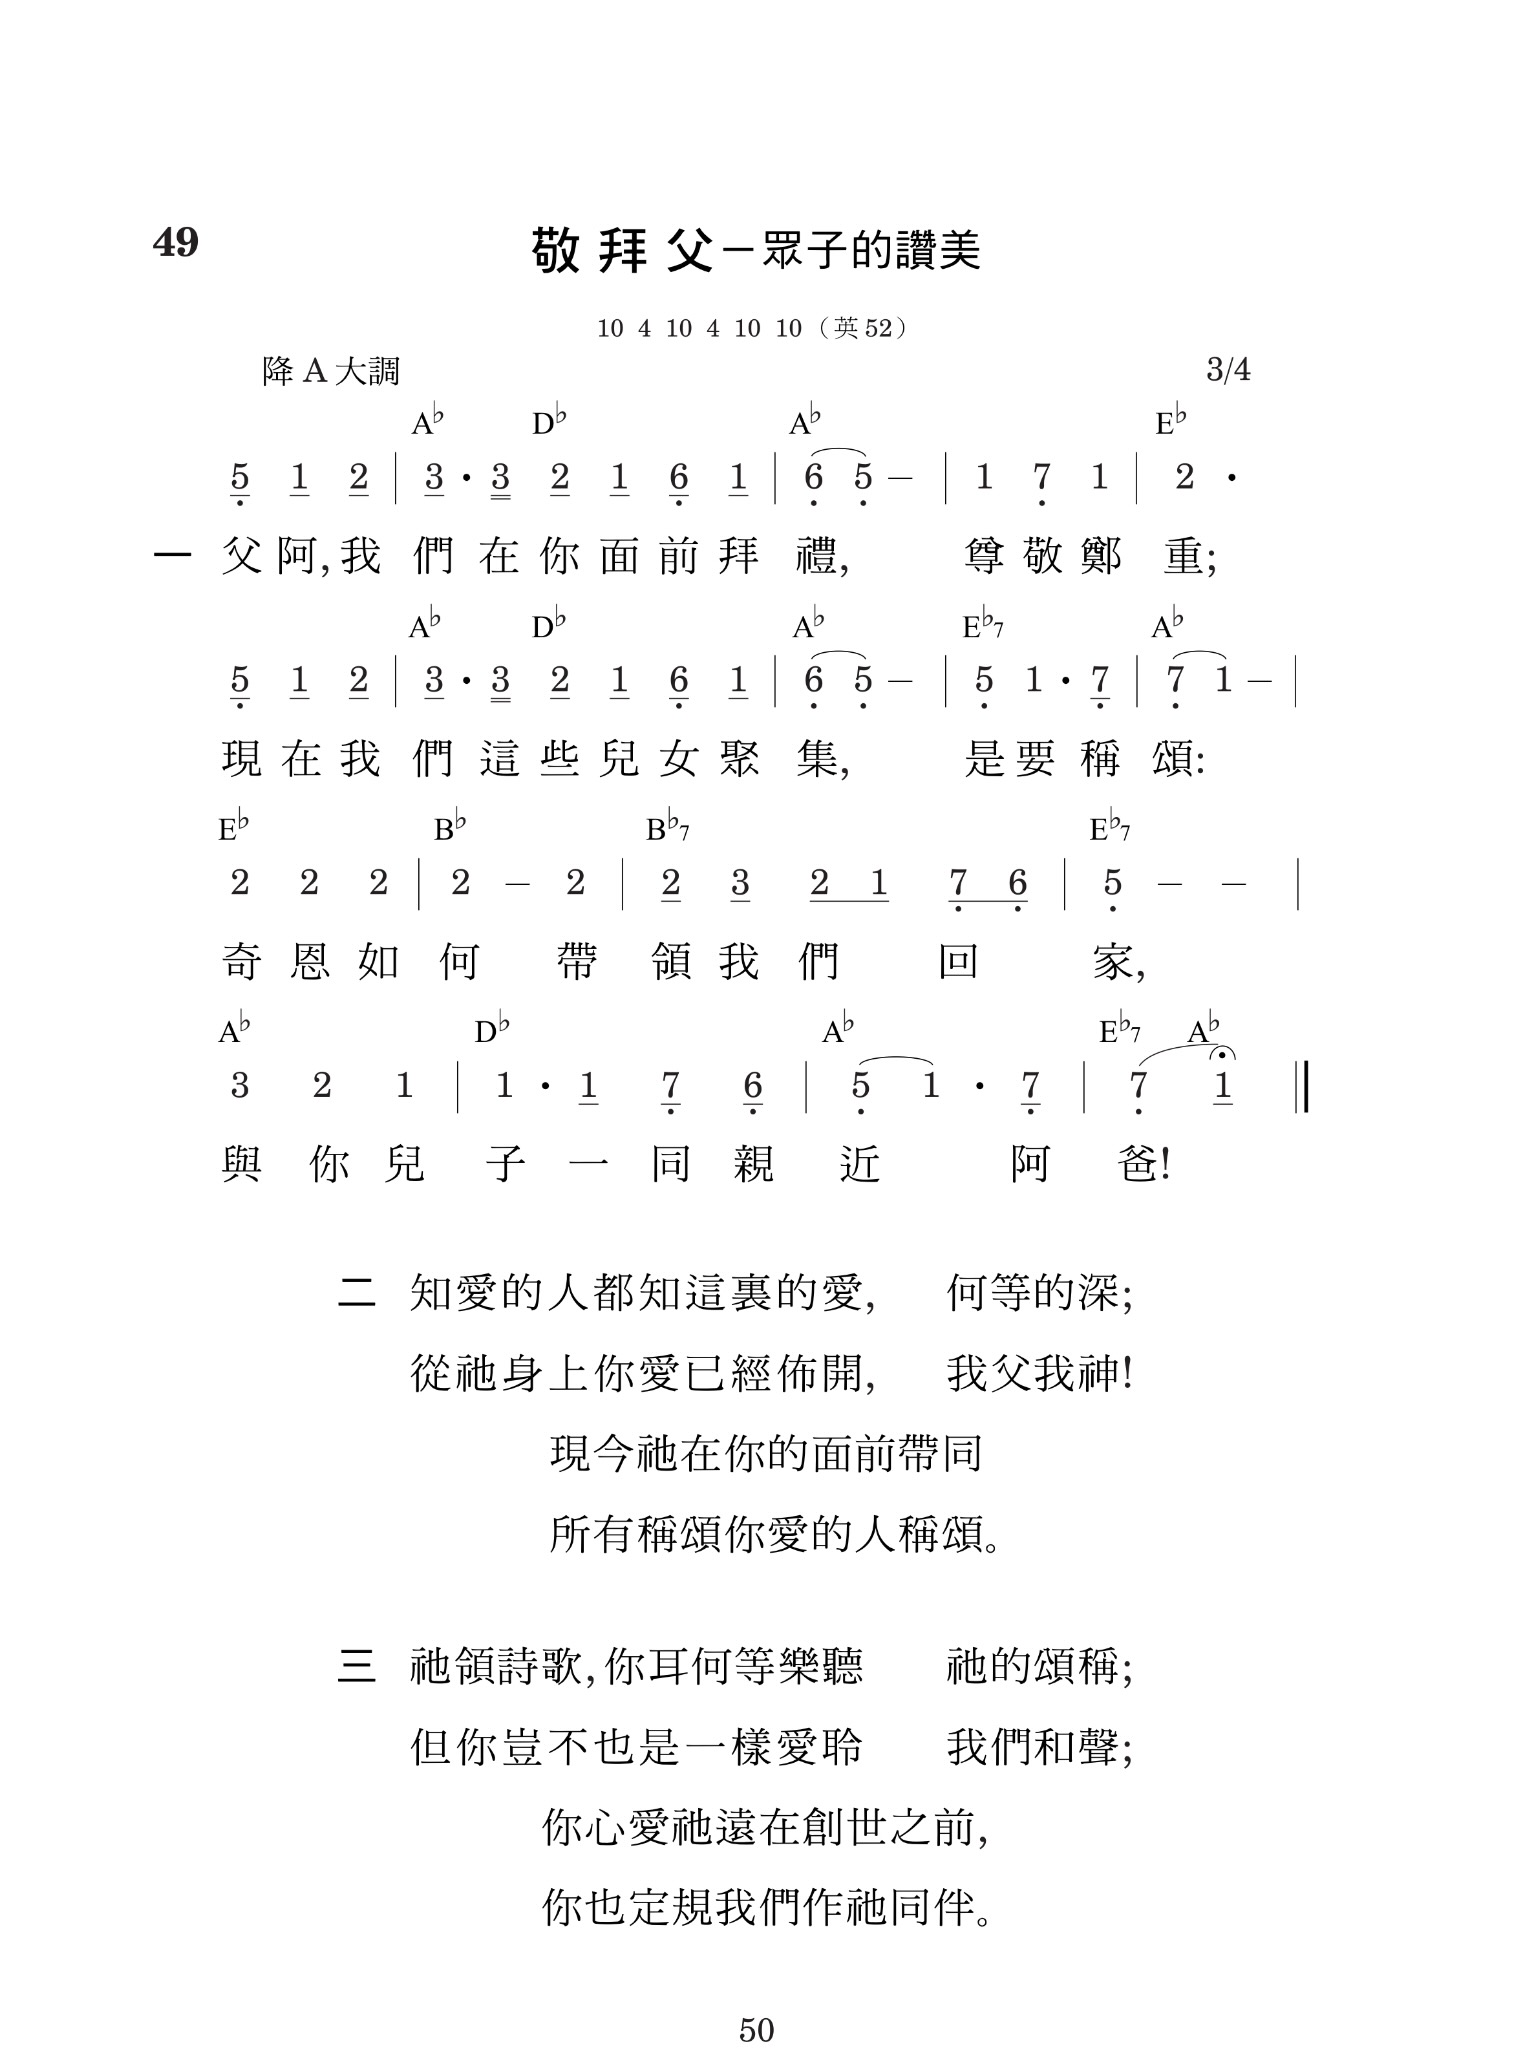 49
敬拜父－眾子的讚美
10 4 10 4 10 10（英52）
降A大調 3/4
A♭ D♭ A♭ E♭
5 1 2 | 3 · 3 2 1 6 1 | 6 5 – | 1 7 1 | 2 ·
一 父阿,我們在你面前拜禮, 尊敬鄭重;
A♭ D♭ A♭ E♭7 A♭
5 1 2 | 3 · 3 2 1 6 1 | 6 5 – | 5 1 · 7 | 7 1 – |
現在我們這些兒女聚集, 是要稱頌:
E♭ B♭ B♭7 E♭7
2 2 2 | 2 – 2 | 2 3 2 1 7 6 | 5 – – |
奇恩如何帶領我們回家,
A♭ D♭ A♭ E♭7 A♭
3 2 1 | 1 · 1 7 6 | 5 1 · 7 | 7 1 ‖
與你兒子一同親近阿爸!
二 知愛的人都知這裏的愛, 何等的深;
從祂身上你愛已經佈開, 我父我神!
現今祂在你的面前帶同
所有稱頌你愛的人稱頌。
三 祂領詩歌,你耳何等樂聽 祂的頌稱;
但你豈不也是一樣愛聆 我們和聲;
你心愛祂遠在創世之前,
你也定規我們作祂同伴。
50